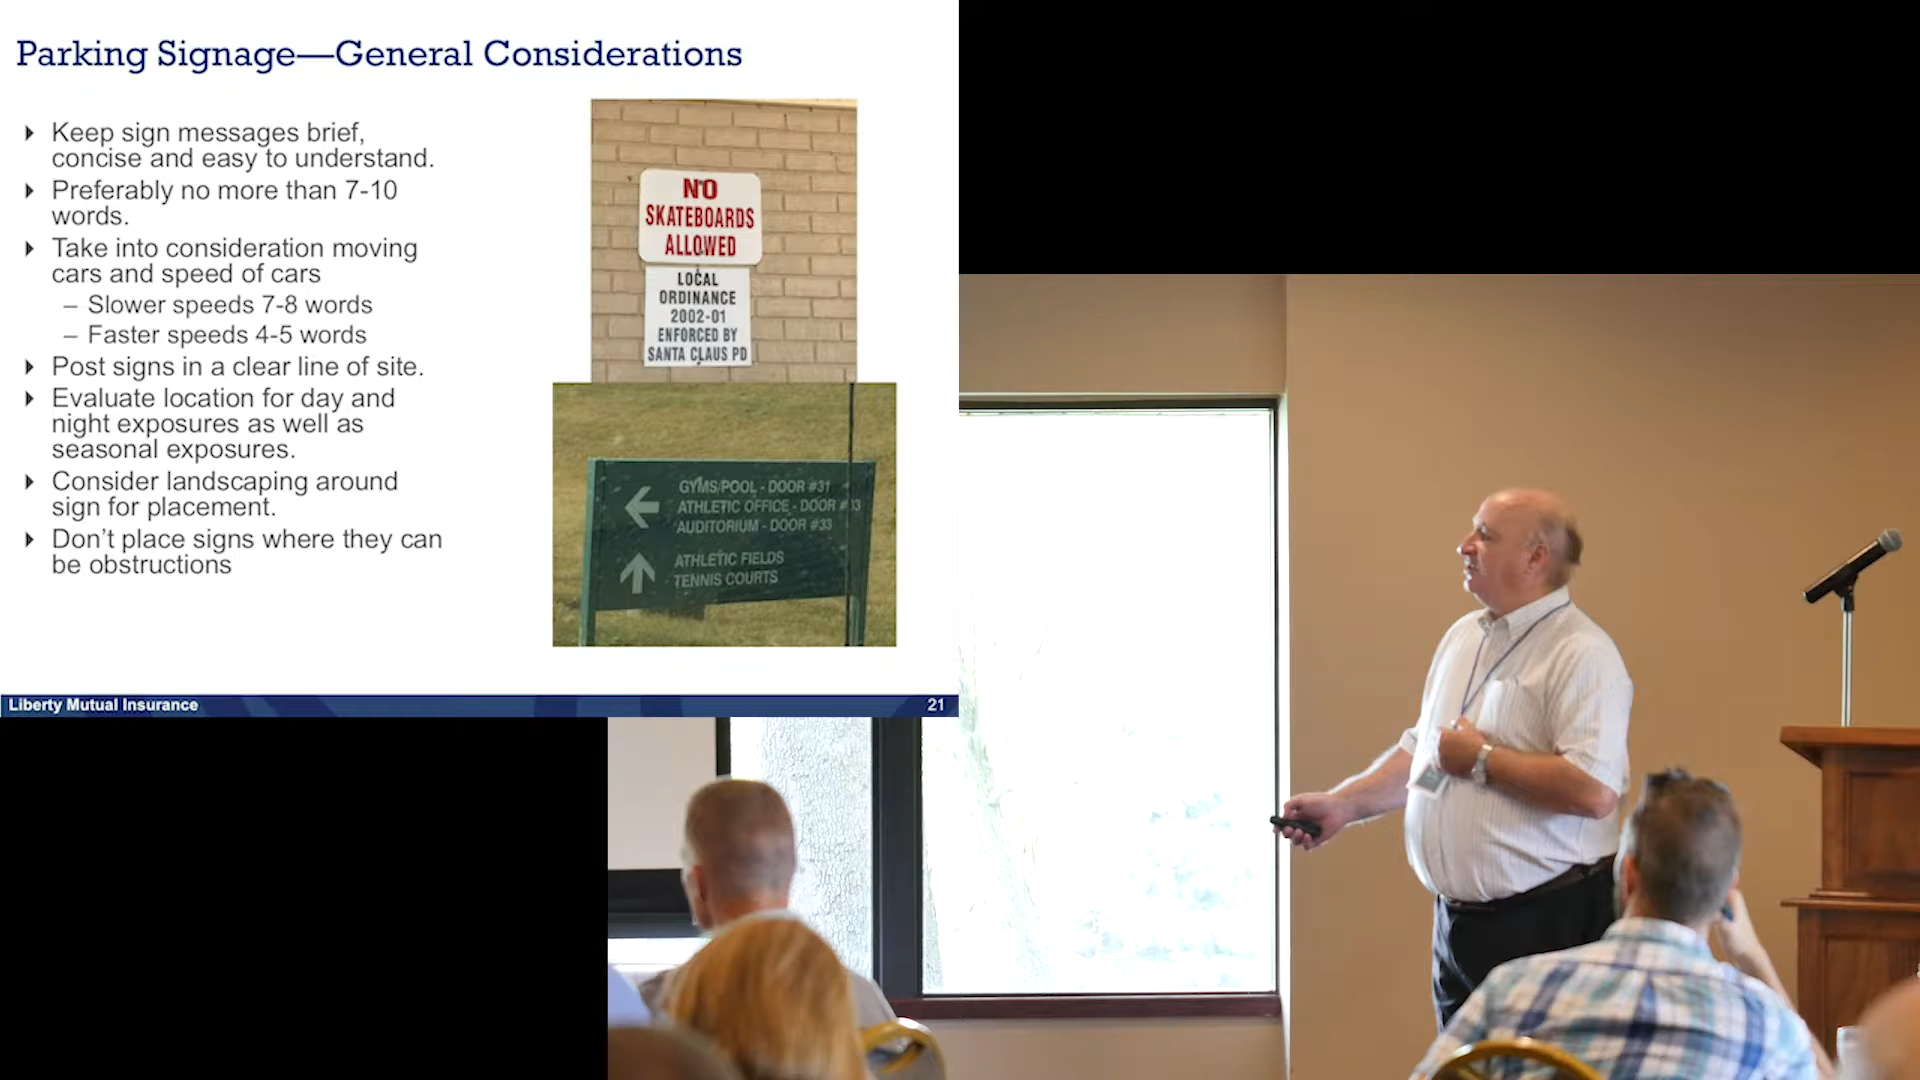 Parking Signage—General Considerations
Keep sign messages brief,
concise and easy to understand.
Preferably no more than 7-10
words.
Take into consideration moving
cars and speed of cars
– Slower speeds 7-8 words
– Faster speeds 4-5 words
Post signs in a clear line of site.
Evaluate location for day and
night exposures as well as
seasonal exposures.
Consider landscaping around
sign for placement.
Don’t place signs where they can
be obstructions
NO
SKATEBOARDS
ALLOWED
LOCAL
ORDINANCE
2002-01
ENFORCED BY
SANTA CLAUS PD
GYMS/POOL - DOOR #31
ATHLETIC OFFICE - DOOR
AUDITORIUM - DOOR #33
ATHLETIC FIELDS
TENNIS COURTS
Liberty Mutual Insurance
21